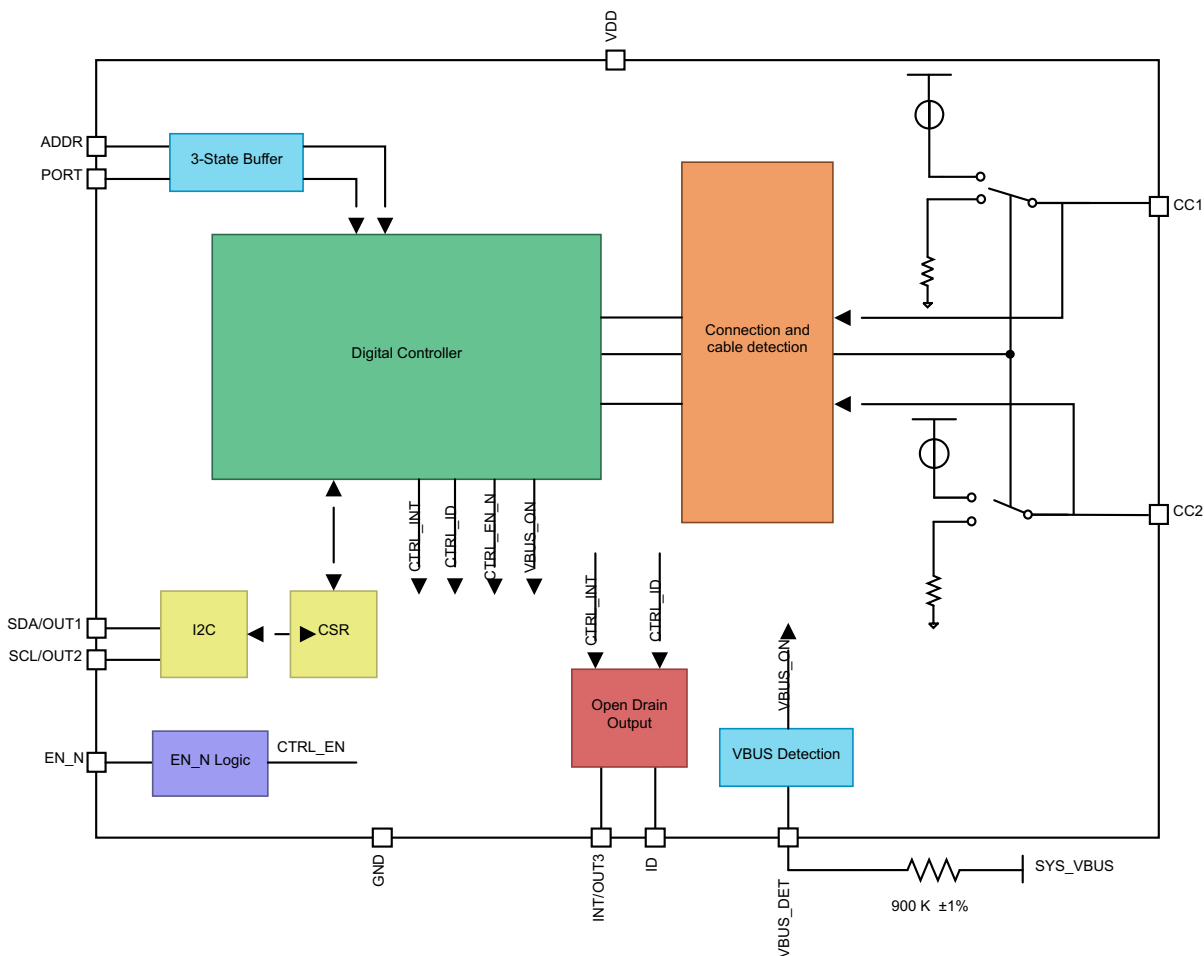 VDD
ADDR
PORT
3-State Buffer
CC1
Digital Controller
Connection and
cable detection
CTRL_INT
CTRL_ID
CTRL_EN_N
VBUS_ON
CC2
SDA/OUT1
SCL/OUT2
I2C
CSR
CTRL_INT
CTRL_ID
VBUS_ON
Open Drain
Output
EN_N
EN_N Logic
CTRL_EN
VBUS Detection
GND
INT/OUT3
ID
VBUS_DET
SYS_VBUS
900 K ±1%